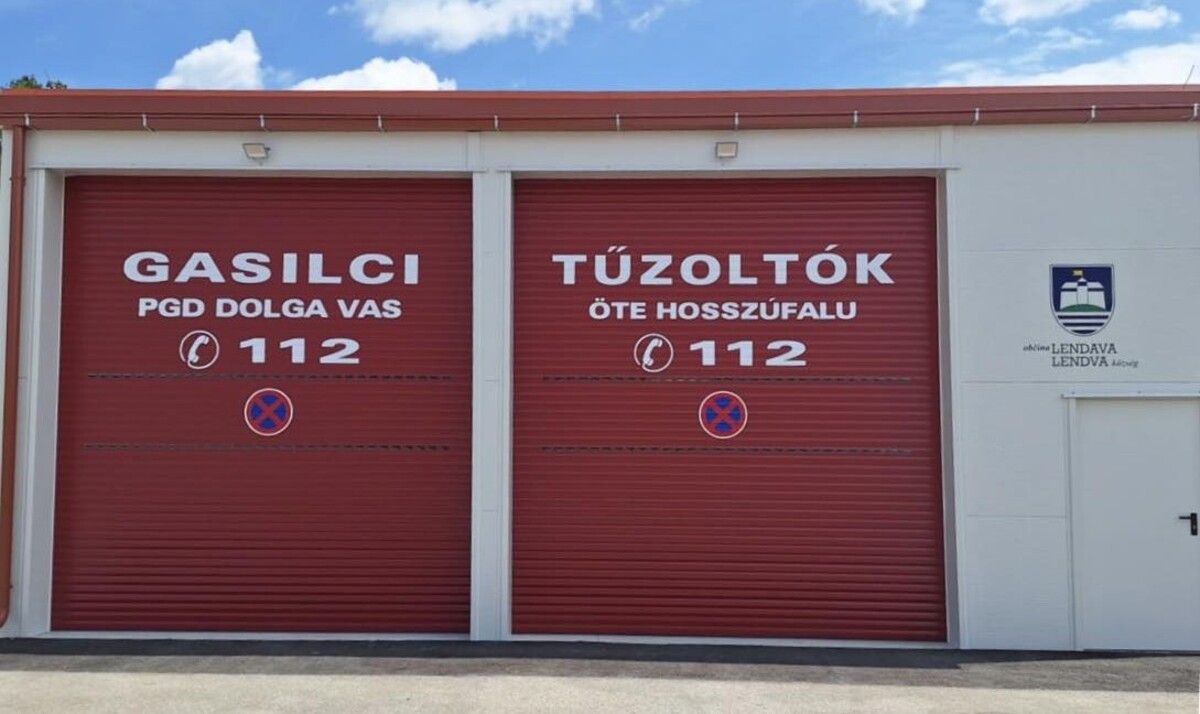 GASILCI
PGD DOLGA VAS
112
TŰZOLTÓK
ÖTE HOSSZÚFALU
112
občina LENDAVA
LENDVA község